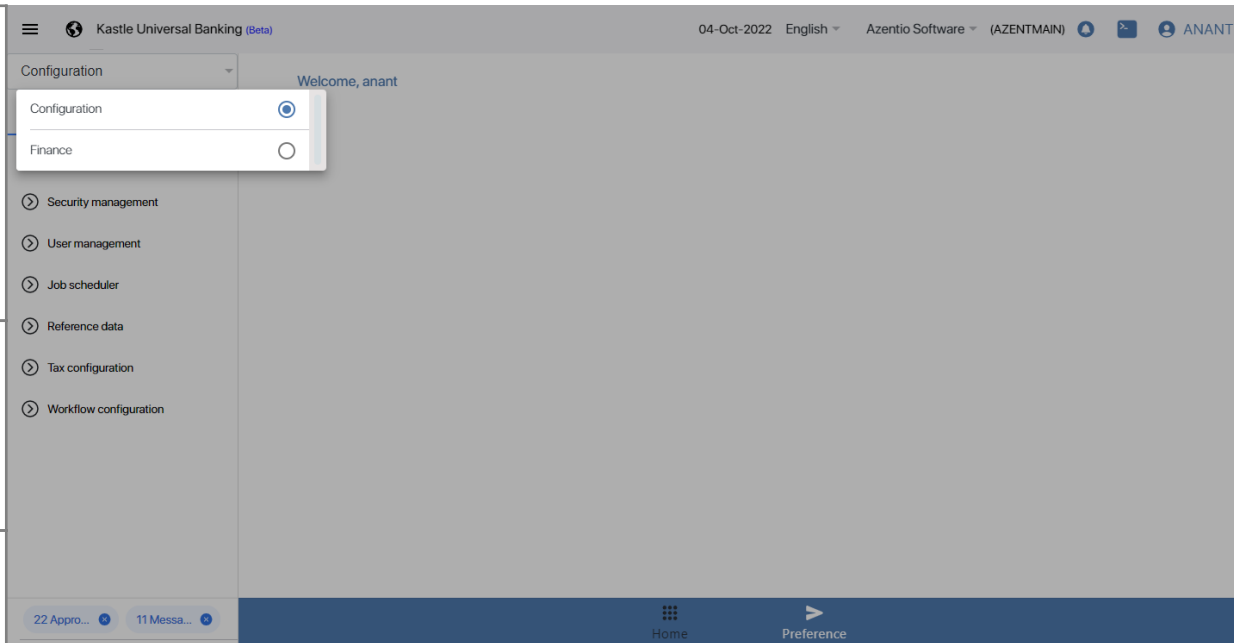 Kastle Universal Banking (Beta)
04-Oct-2022 English Azentio Software (AZENTMAIN) ANANT
Configuration
Welcome, anant
Configuration
Finance
Security management
User management
Job scheduler
Reference data
Tax configuration
Workflow configuration
22 Appro... 11 Messa...
Home Preference